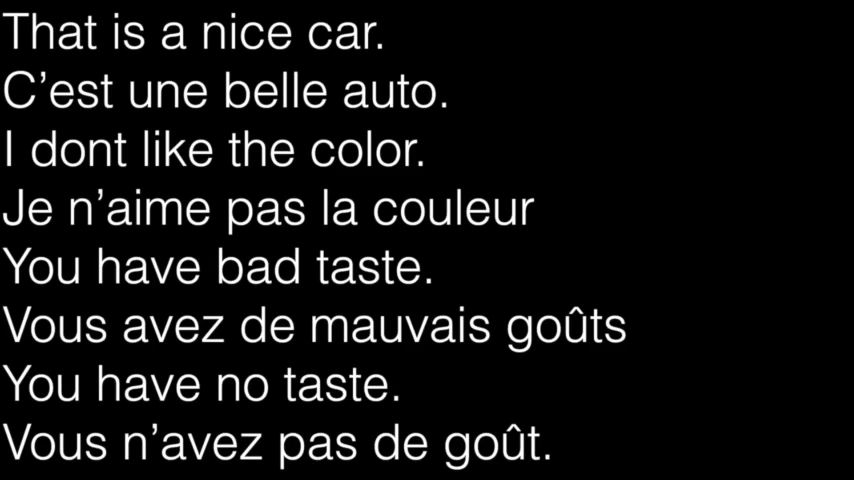 That is a nice car.
C’est une belle auto.
I dont like the color.
Je n’aime pas la couleur
You have bad taste.
Vous avez de mauvais goûts
You have no taste.
Vous n’avez pas de goût.